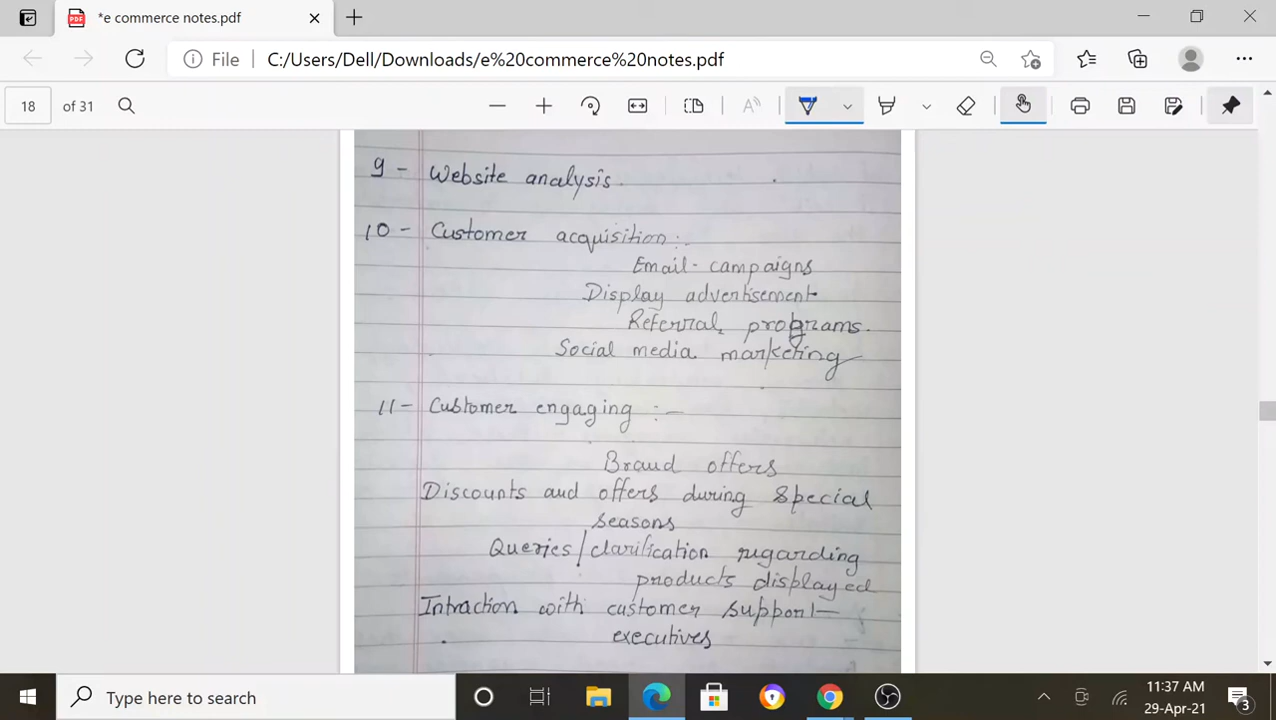 *e commerce notes.pdf
File C:/Users/Dell/Downloads/e%20commerce%20notes.pdf
18 of 31
9 - Website analysis.
10 - Customer acquisition :-
Email - campaigns
Display advertisement
Referral programs.
Social media marketing
11 - Customer engaging :-
Brand offers
Discounts and offers during special
seasons
Queries/clarification regarding
products displayed
Intraction with customer support
executives
Type here to search
11:37 AM
29-Apr-21
3